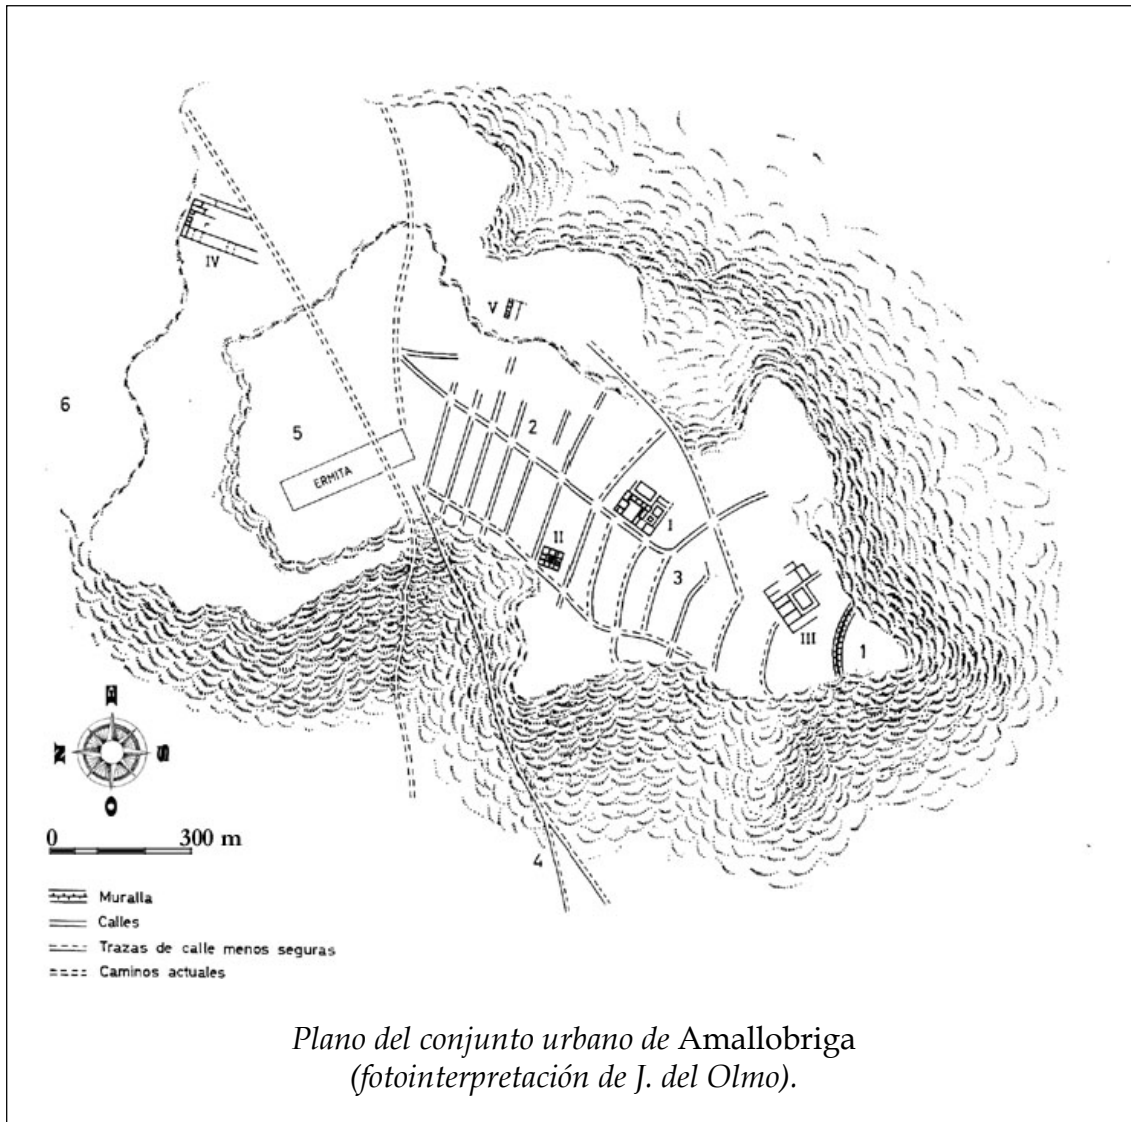 IV
V
6
5
2
ERMITA
I
II
3
III
1
E
N S
O
0 300 m
4
Muralla
Calles
Trazas de calle menos seguras
Caminos actuales
Plano del conjunto urbano de Amallobriga
(fotointerpretación de J. del Olmo).